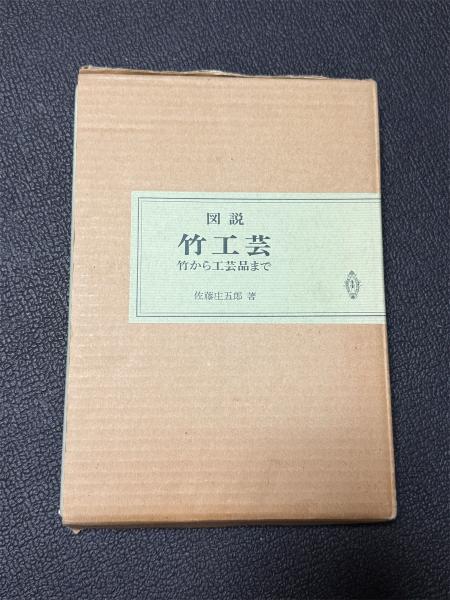 図説
竹工芸
竹から工芸品まで
佐藤庄五郎 著